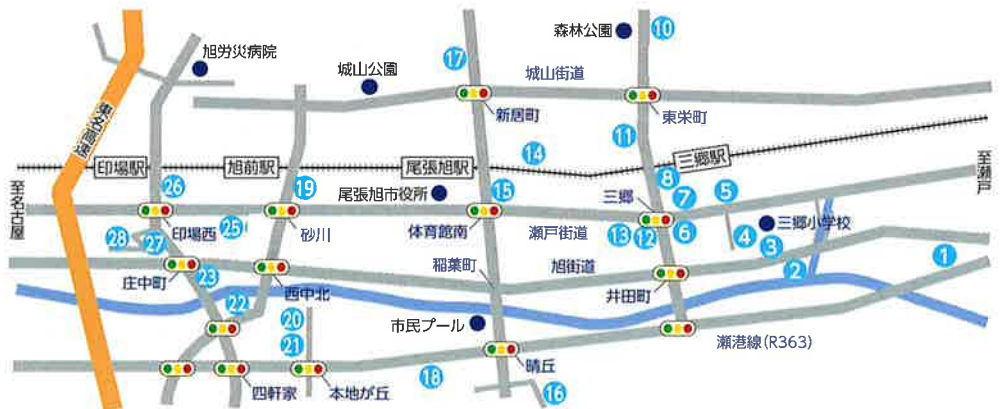 森林公園
10
旭労災病院
17
城山公園
城山街道
新居町
東栄町
東名高速
11
14
印場駅
旭前駅
尾張旭駅
三郷駅
至瀬戸
至名古屋
26
19
尾張旭市役所
15
8
7
5
三郷
印場西
25
砂川
体育館南
瀬戸街道
13
12
6
4
3
三郷小学校
28
27
稲葉町
旭街道
2
1
庄中町
23
西中北
井田町
22
20
21
市民プール
瀬港線(R363)
四軒家
本地が丘
18
晴丘
16